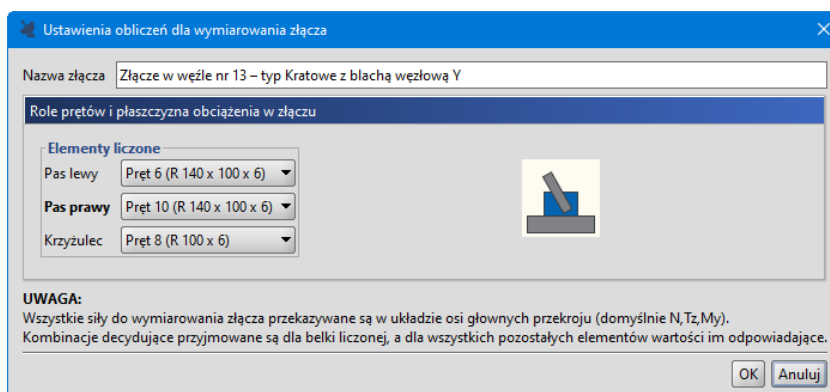 Ustawienia obliczeń dla wymiarowania złącza
Nazwa złącza Złącze w węźle nr 13 – typ Kratowe z blachą węzłową Y
Role prętów i płaszczyzna obciążenia w złączu
Elementy liczone
Pas lewy Pręt 6 (R 140 x 100 x 6)
Pas prawy Pręt 10 (R 140 x 100 x 6)
Krzyżulec Pręt 8 (R 100 x 6)
UWAGA:
Wszystkie siły do wymiarowania złącza przekazywane są w układzie osi głownych przekroju (domyślnie N,Tz,My).
Kombinacje decydujące przyjmowane są dla belki liczonej, a dla wszystkich pozostałych elementów wartości im odpowiadające.
OK Anuluj